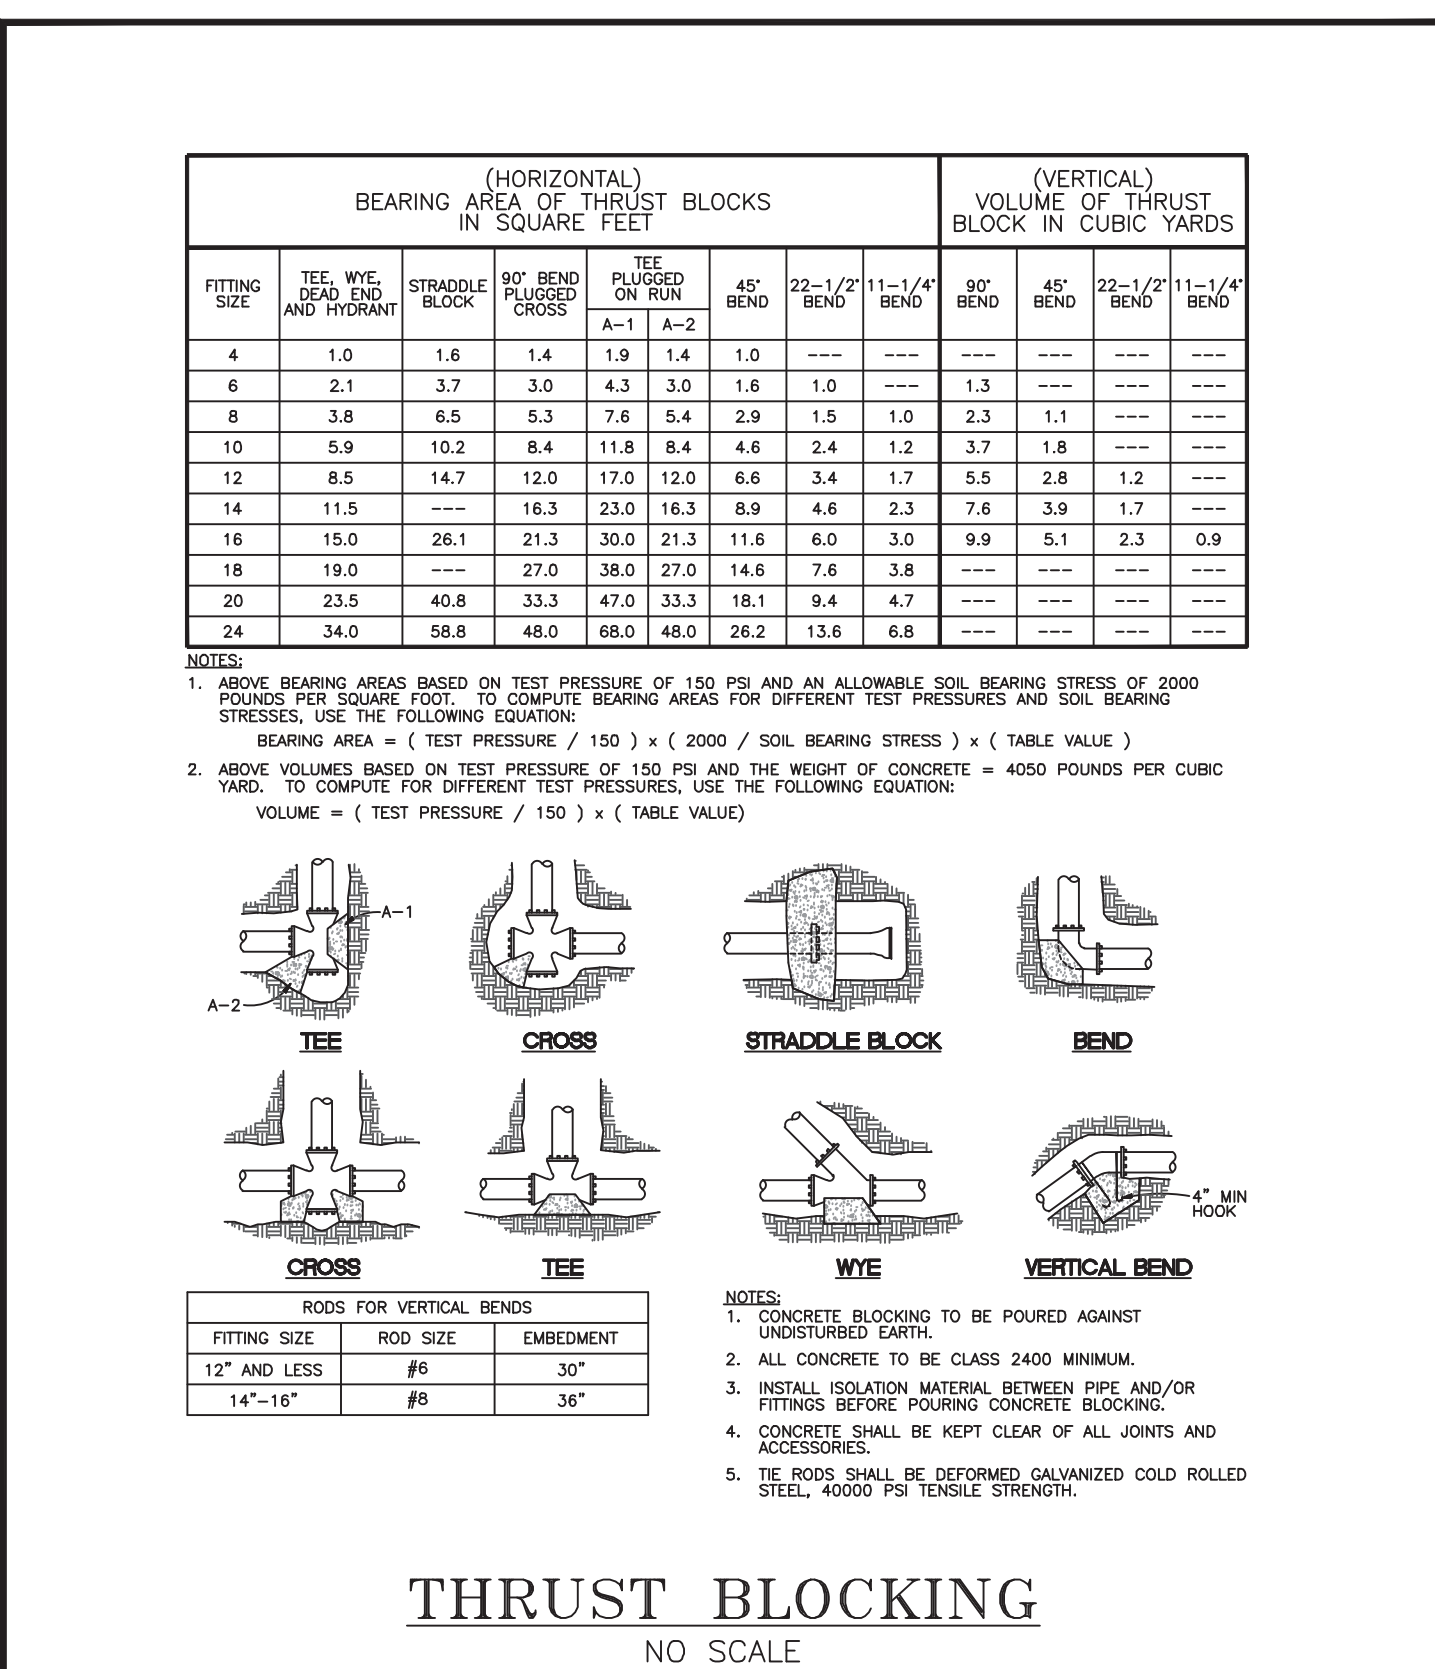 (HORIZONTAL)
BEARING AREA OF THRUST BLOCKS
IN SQUARE FEET
(VERTICAL)
VOLUME OF THRUST
BLOCK IN CUBIC YARDS
FITTING
SIZE
TEE, WYE,
DEAD END
AND HYDRANT
STRADDLE
BLOCK
90° BEND
PLUGGED
CROSS
TEE
PLUGGED
ON RUN
A-1 A-2
45°
BEND
22-1/2°
BEND
11-1/4°
BEND
90°
BEND
45°
BEND
22-1/2°
BEND
11-1/4°
BEND
4 1.0 1.6 1.4 1.9 1.4 1.0 --- --- --- --- --- ---
6 2.1 3.7 3.0 4.3 3.0 1.6 1.0 --- 1.3 --- --- ---
8 3.8 6.5 5.3 7.6 5.4 2.9 1.5 1.0 2.3 1.1 --- ---
10 5.9 10.2 8.4 11.8 8.4 4.6 2.4 1.2 3.7 1.8 --- ---
12 8.5 14.7 12.0 17.0 12.0 6.6 3.4 1.7 5.5 2.8 1.2 ---
14 11.5 --- 16.3 23.0 16.3 8.9 4.6 2.3 7.6 3.9 1.7 ---
16 15.0 26.1 21.3 30.0 21.3 11.6 6.0 3.0 9.9 5.1 2.3 0.9
18 19.0 --- 27.0 38.0 27.0 14.6 7.6 3.8 --- --- --- ---
20 23.5 40.8 33.3 47.0 33.3 18.1 9.4 4.7 --- --- --- ---
24 34.0 58.8 48.0 68.0 48.0 26.2 13.6 6.8 --- --- --- ---
NOTES:
1. ABOVE BEARING AREAS BASED ON TEST PRESSURE OF 150 PSI AND AN ALLOWABLE SOIL BEARING STRESS OF 2000
POUNDS PER SQUARE FOOT. TO COMPUTE BEARING AREAS FOR DIFFERENT TEST PRESSURES AND SOIL BEARING
STRESSES, USE THE FOLLOWING EQUATION:
BEARING AREA = ( TEST PRESSURE / 150 ) x ( 2000 / SOIL BEARING STRESS ) x ( TABLE VALUE )
2. ABOVE VOLUMES BASED ON TEST PRESSURE OF 150 PSI AND THE WEIGHT OF CONCRETE = 4050 POUNDS PER CUBIC
YARD. TO COMPUTE FOR DIFFERENT TEST PRESSURES, USE THE FOLLOWING EQUATION:
VOLUME = ( TEST PRESSURE / 150 ) x ( TABLE VALUE)
A-1
A-2
TEE
CROSS
STRADDLE BLOCK
BEND
4" MIN
HOOK
CROSS
TEE
WYE
VERTICAL BEND
RODS FOR VERTICAL BENDS
FITTING SIZE ROD SIZE EMBEDMENT
12" AND LESS #6 30"
14"-16" #8 36"
NOTES:
1. CONCRETE BLOCKING TO BE POURED AGAINST
UNDISTURBED EARTH.
2. ALL CONCRETE TO BE CLASS 2400 MINIMUM.
3. INSTALL ISOLATION MATERIAL BETWEEN PIPE AND/OR
FITTINGS BEFORE POURING CONCRETE BLOCKING.
4. CONCRETE SHALL BE KEPT CLEAR OF ALL JOINTS AND
ACCESSORIES.
5. TIE RODS SHALL BE DEFORMED GALVANIZED COLD ROLLED
STEEL, 40000 PSI TENSILE STRENGTH.
THRUST BLOCKING
NO SCALE